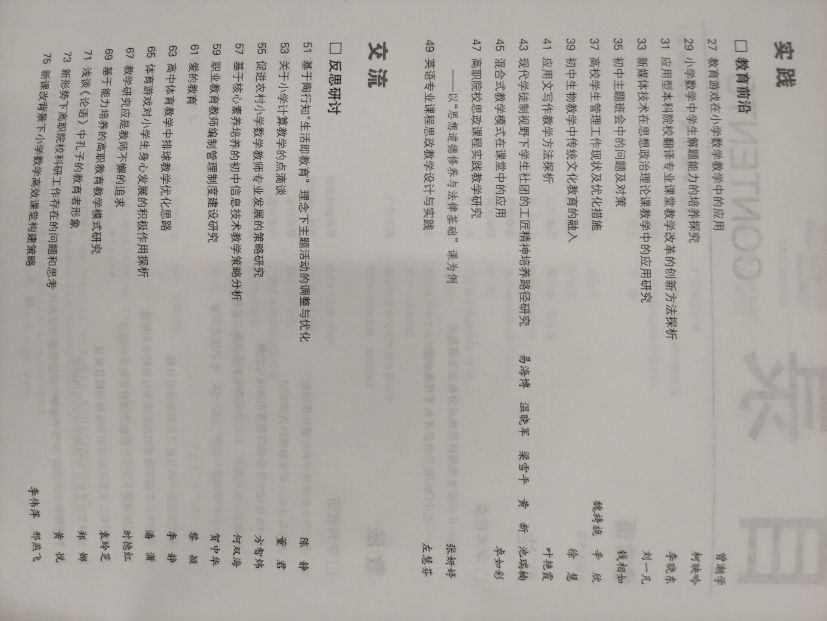 目 录
CONTENTS
实 践
□ 教育前沿
27 教育游戏在小学数学教学中的应用 曾潮学
29 小学数学中学生解题能力的培养探究 柯映吟
31 应用型本科院校翻译专业课堂教学改革的创新方法探析 李晓东
33 新媒体技术在思想政治理论课教学中的应用研究 刘一凡
35 初中主题班会中的问题及对策 钱相如
37 高校学生管理工作现状及优化措施 魏诗旎 辛 欣
39 初中生物教学中传统文化教育的融入 徐 慧
41 应用文写作教学方法探析 叶艳霞
43 现代学徒制视野下学生社团的工匠精神培养路径研究 易海博 温晓军 梁雪平 黄 新 池瑞楠
45 混合式教学模式在课堂中的应用 卓如彩
47 高职院校思政课程实践教学研究
——以“思想道德修养与法律基础”课为例 张妍婷
49 英语专业课程思政教学设计与实践 左慧芬
交 流
□ 反思研讨
51 基于陶行知“生活即教育”理念下主题活动的调整与优化 陈 静
53 关于小学计算教学的点滴谈 董 君
55 促进农村小学数学教师专业发展的策略研究 方智炜
57 基于核心素养培养的初中信息技术教学策略分析 何双海
59 职业教育教师编制管理制度建设研究 贺中华
61 爱的教育 黎 颖
63 高中体育教学中排球教学优化思路 李 静
65 体育游戏对小学生身心发展的积极作用探析 潘 潇
67 教学研究应是教师不懈的追求 时德红
69 基于能力培养的高职教育教学模式研究 袁玲芝
71 浅谈《论语》中孔子的教育者形象 郑 娜
73 新形势下高职院校科研工作存在的问题和思考 黄 悦
75 新课改背景下小学数学高效课堂构建策略 李伟萍 郗燕飞